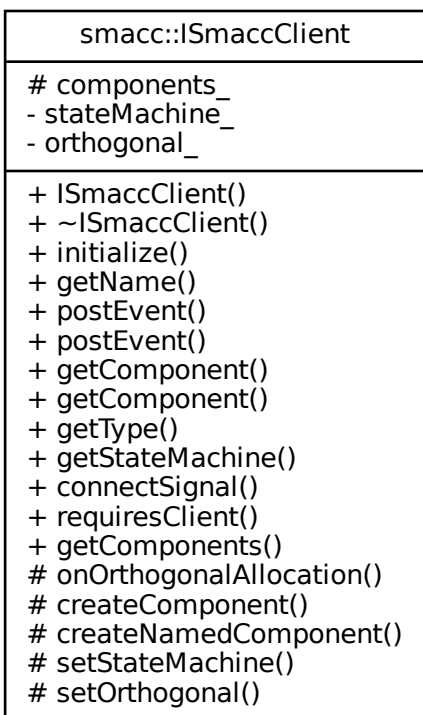 smacc::ISmaccClient
# components_
- stateMachine_
- orthogonal_
+ ISmaccClient()
+ ~ISmaccClient()
+ initialize()
+ getName()
+ postEvent()
+ postEvent()
+ getComponent()
+ getComponent()
+ getType()
+ getStateMachine()
+ connectSignal()
+ requiresClient()
+ getComponents()
# onOrthogonalAllocation()
# createComponent()
# createNamedComponent()
# setStateMachine()
# setOrthogonal()